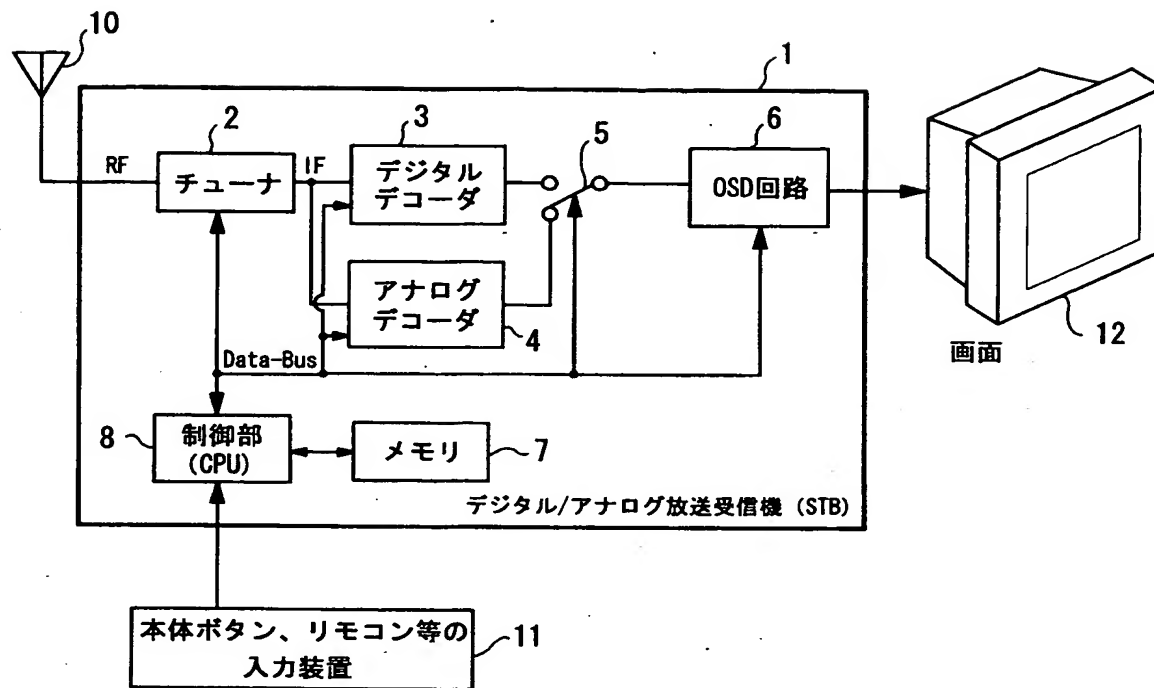 10
1
2
3
5
6
RF
チューナ
IF
デジタル
デコーダ
OSD回路
アナログ
デコーダ
4
Data-Bus
12
画面
8
制御部
(CPU)
メモリ
7
デジタル/アナログ放送受信機 (STB)
本体ボタン、リモコン等の
入力装置
11